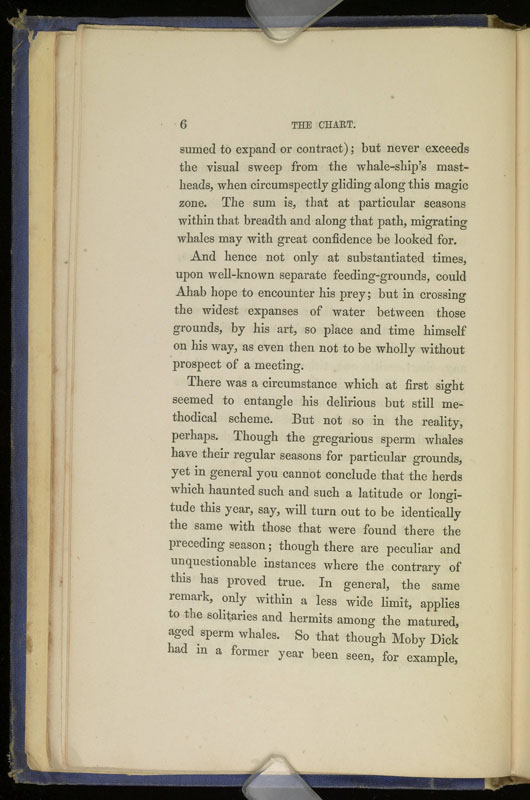 6 THE CHART.
sumed to expand or contract); but never exceeds
the visual sweep from the whale-ship's mast-
heads, when circumspectly gliding along this magic
zone. The sum is, that at particular seasons
within that breadth and along that path, migrating
whales may with great confidence be looked for.
And hence not only at substantiated times,
upon well-known separate feeding-grounds, could
Ahab hope to encounter his prey; but in crossing
the widest expanses of water between those
grounds, by his art, so place and time himself
on his way, as even then not to be wholly without
prospect of a meeting.
There was a circumstance which at first sight
seemed to entangle his delirious but still me-
thodical scheme. But not so in the reality,
perhaps. Though the gregarious sperm whales
have their regular seasons for particular grounds,
yet in general you cannot conclude that the herds
which haunted such and such a latitude or longi-
tude this year, say, will turn out to be identically
the same with those that were found there the
preceding season; though there are peculiar and
unquestionable instances where the contrary of
this has proved true. In general, the same
remark, only within a less wide limit, applies
to the solitaries and hermits among the matured,
aged sperm whales. So that though Moby Dick
had in a former year been seen, for example,